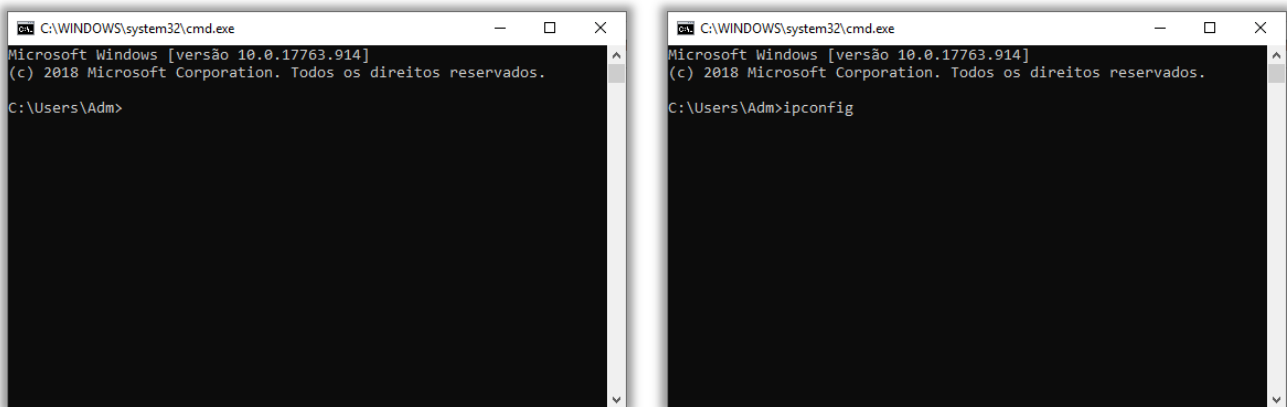 C:\WINDOWS\system32\cmd.exe
Microsoft Windows [versão 10.0.17763.914]
(c) 2018 Microsoft Corporation. Todos os direitos reservados.
C:\Users\Adm>
C:\WINDOWS\system32\cmd.exe
Microsoft Windows [versão 10.0.17763.914]
(c) 2018 Microsoft Corporation. Todos os direitos reservados.
C:\Users\Adm>ipconfig